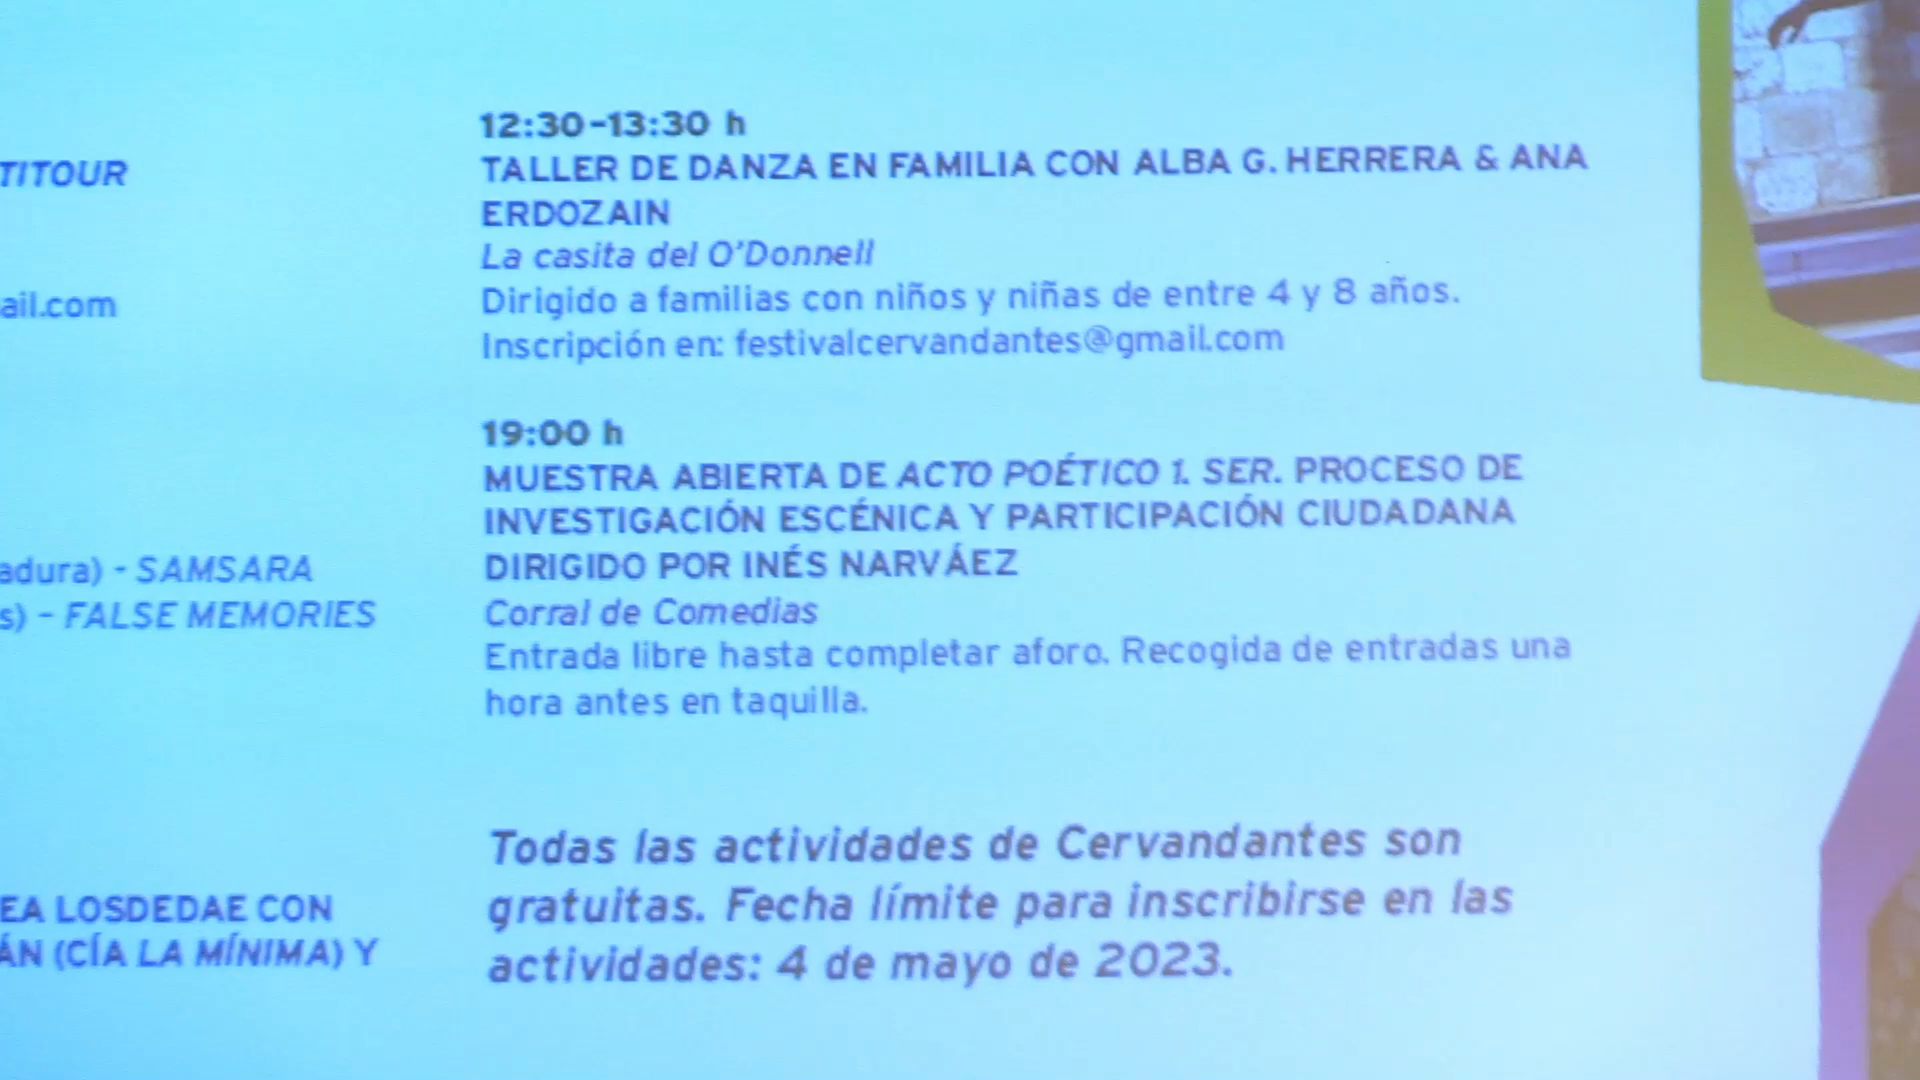 TITOUR
ail.com
adura) - SAMSARA
s) - FALSE MEMORIES
EA LOSDEDAE CON
ÁN (CÍA LA MÍNIMA) Y
12:30-13:30 h
TALLER DE DANZA EN FAMILIA CON ALBA G. HERRERA & ANA
ERDOZAIN
La casita del O'Donnell
Dirigido a familias con niños y niñas de entre 4 y 8 años.
Inscripción en: festivalcervandantes@gmail.com
19:00 h
MUESTRA ABIERTA DE ACTO POÉTICO 1. SER. PROCESO DE
INVESTIGACIÓN ESCÉNICA Y PARTICIPACIÓN CIUDADANA
DIRIGIDO POR INÉS NARVÁEZ
Corral de Comedias
Entrada libre hasta completar aforo. Recogida de entradas una
hora antes en taquilla.
Todas las actividades de Cervandantes son
gratuitas. Fecha límite para inscribirse en las
actividades: 4 de mayo de 2023.